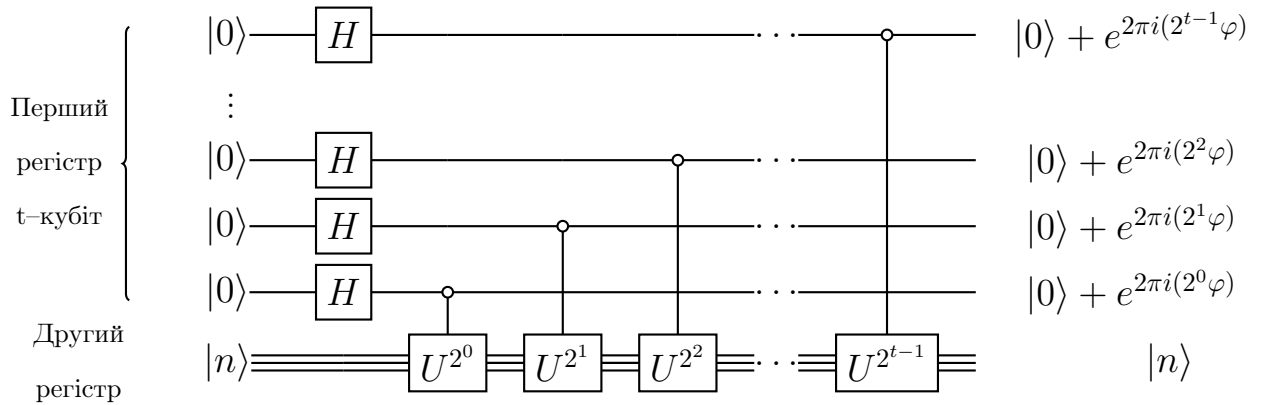 |0⟩ H · · · |0⟩ + e^{2πi(2^{t−1}φ)}
⋮
Перший
|0⟩ H · · · |0⟩ + e^{2πi(2^2φ)}
регістр
t–кубіт
|0⟩ H · · · |0⟩ + e^{2πi(2^1φ)}
|0⟩ H · · · |0⟩ + e^{2πi(2^0φ)}
Другий
|n⟩ U^{2^0} U^{2^1} U^{2^2} · · · U^{2^{t−1}} |n⟩
регістр